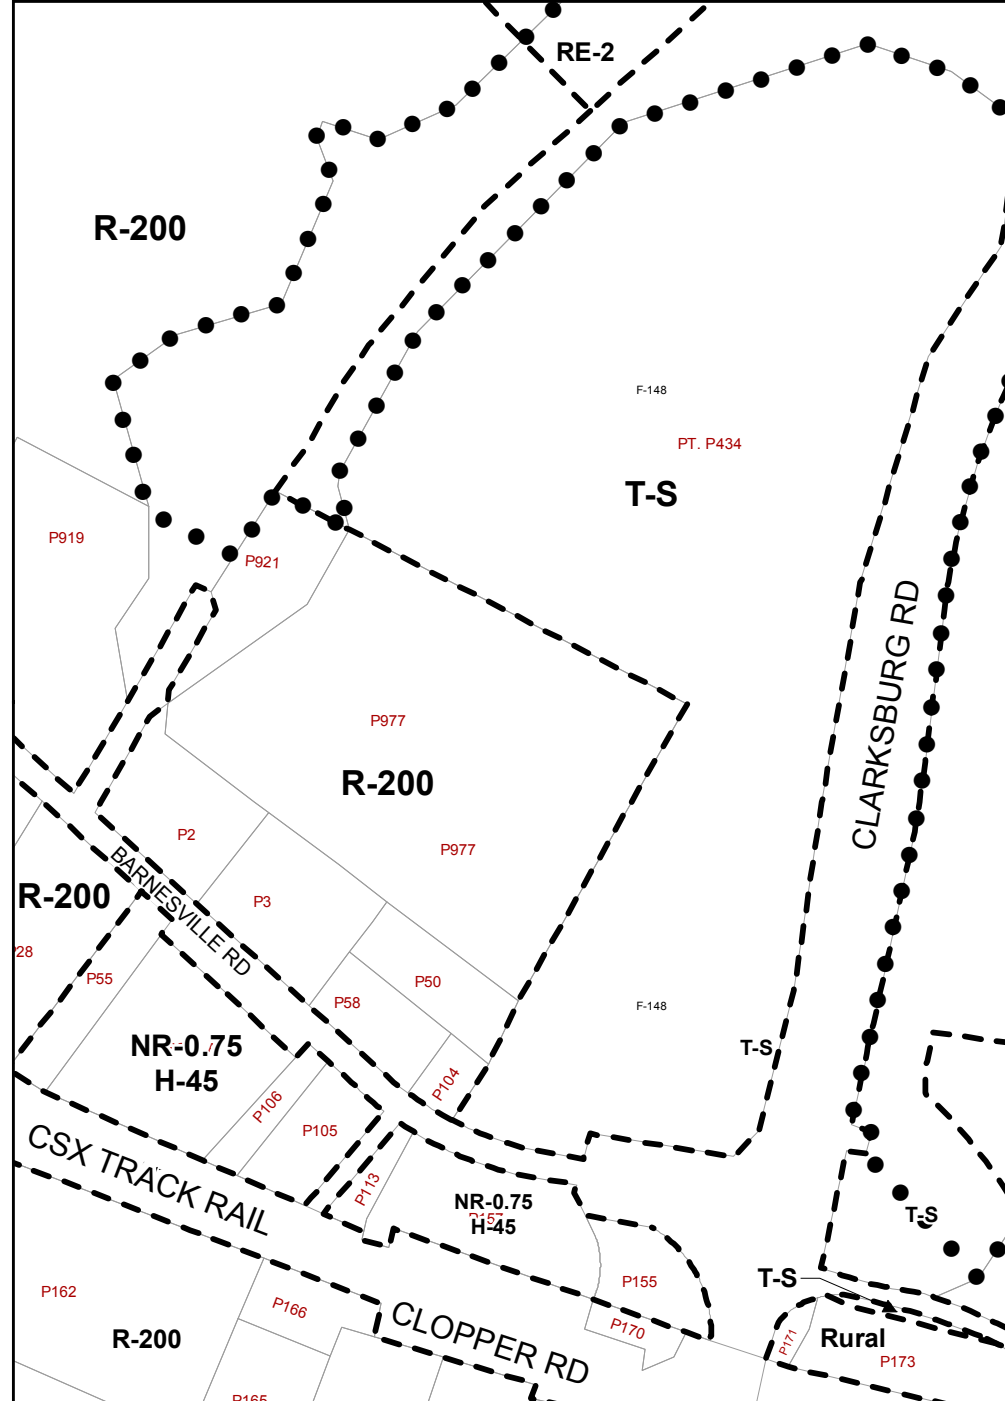 RE-2
R-200
F-148
PT. P434
T-S
P919
P921
CLARKSBURG RD
P977
R-200
P2
P977
BARNESVILLE RD
R-200
P3
P55
P50
P58
F-148
NR-0.75
H-45
T-S
P104
P106
P105
CSX TRACK RAIL
P113
NR-0.75
H-45
T-S
P155
T-S
P162
P166
CLOPPER RD
P170
R-200
P171
Rural
P173